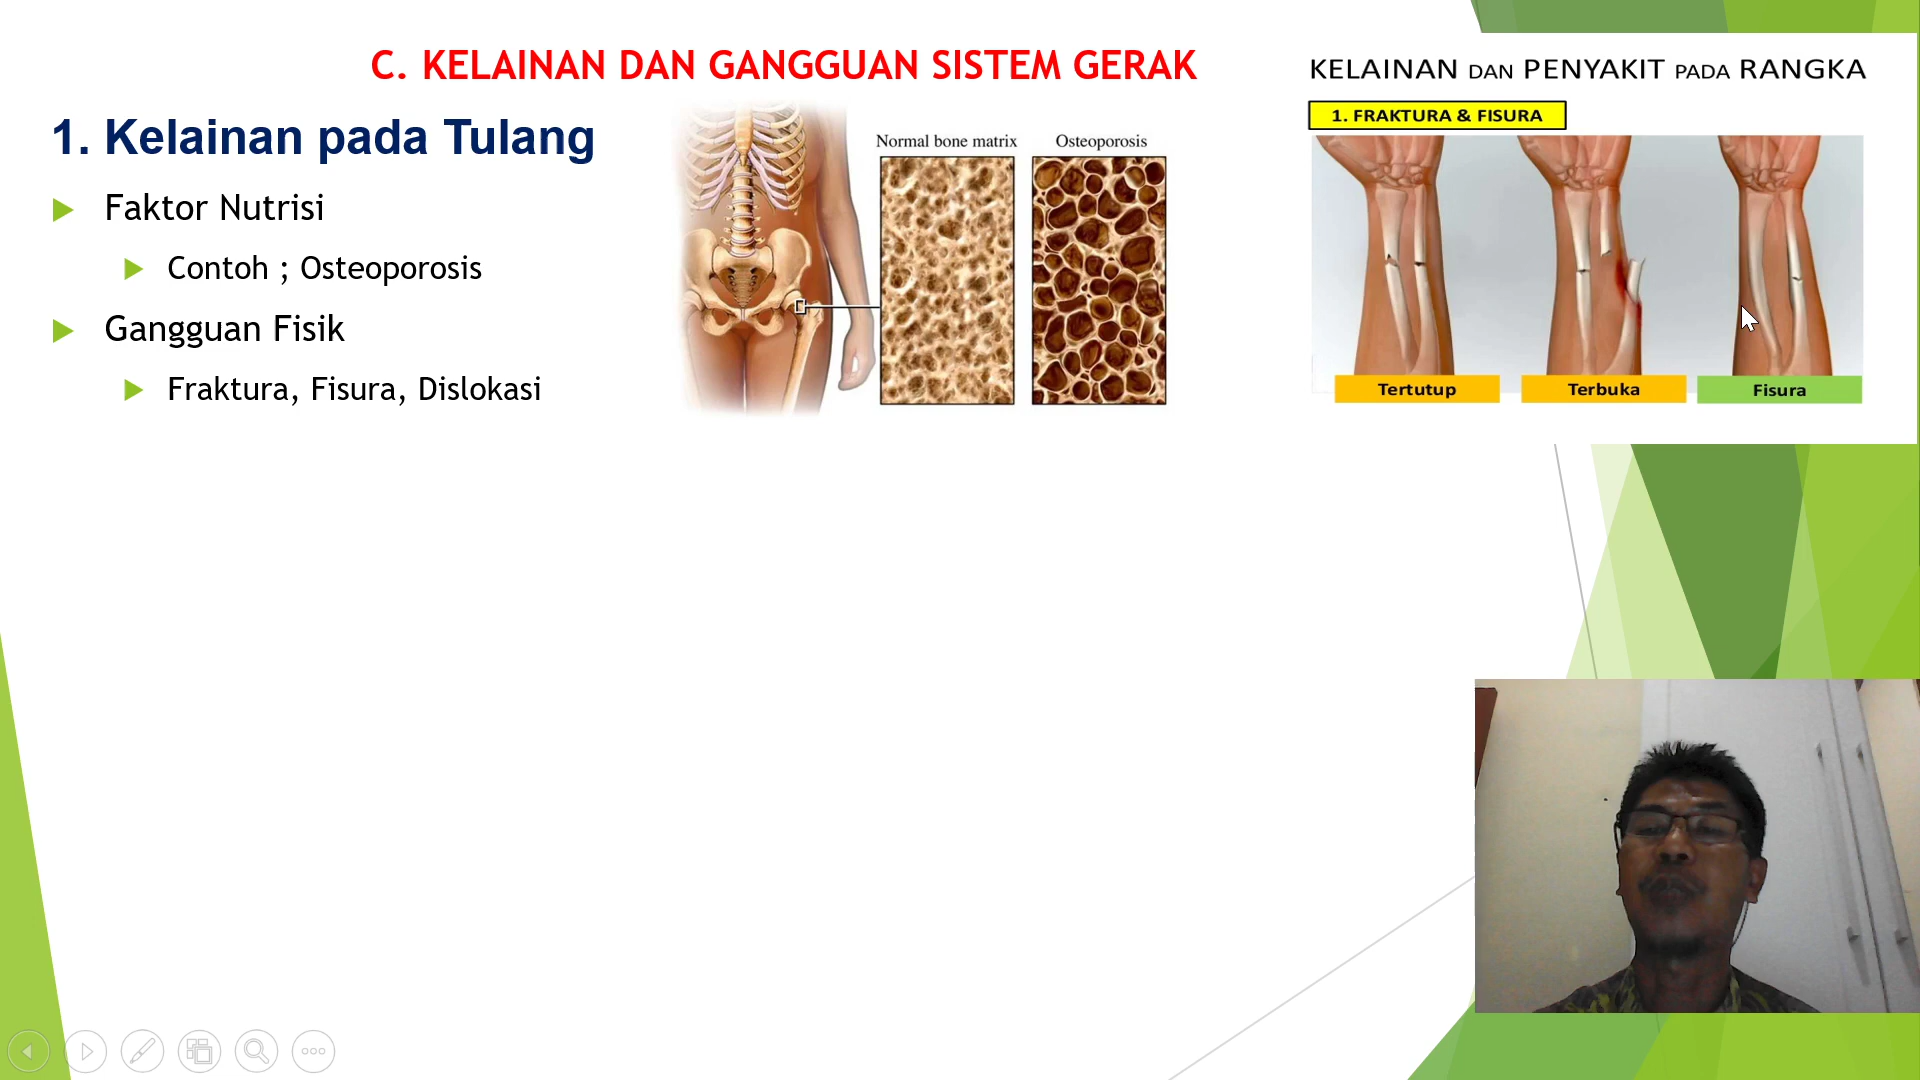 C. KELAINAN DAN GANGGUAN SISTEM GERAK
1. Kelainan pada Tulang
Faktor Nutrisi
Contoh ; Osteoporosis
Gangguan Fisik
Fraktura, Fisura, Dislokasi
Normal bone matrix
Osteoporosis
KELAINAN DAN PENYAKIT PADA RANGKA
1. FRAKTURA & FISURA
Tertutup
Terbuka
Fisura